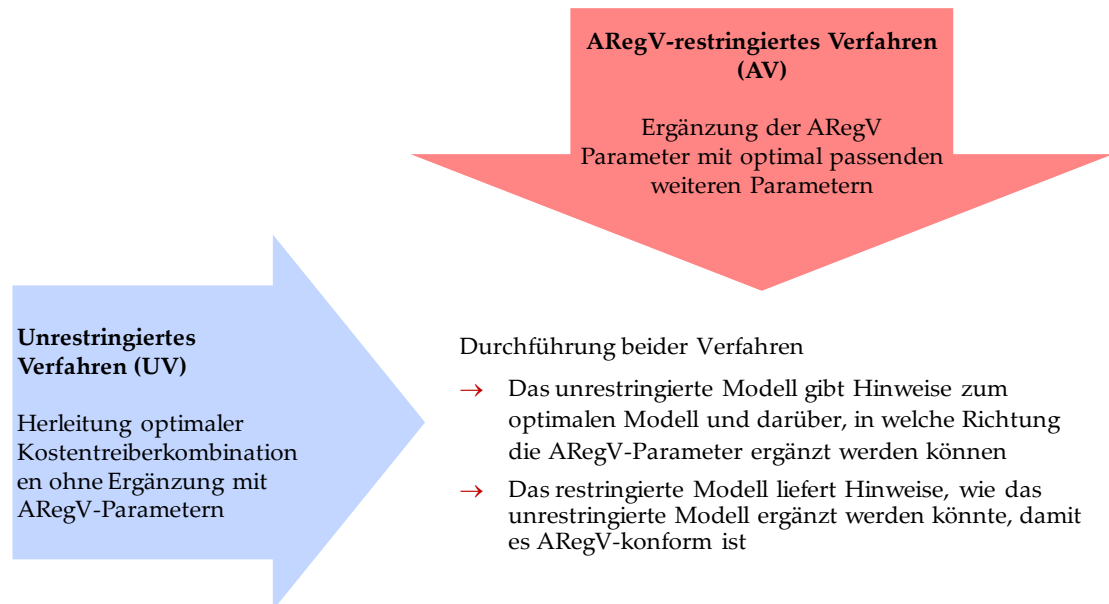 ARegV-restringiertes Verfahren
(AV)
Ergänzung der ARegV
Parameter mit optimal passenden
weiteren Parametern
Unrestringiertes
Verfahren (UV)
Herleitung optimaler
Kostentreiberkombination
en ohne Ergänzung mit
ARegV-Parametern
Durchführung beider Verfahren
→ Das unrestringierte Modell gibt Hinweise zum
optimalen Modell und darüber, in welche Richtung
die ARegV-Parameter ergänzt werden können
→ Das restringierte Modell liefert Hinweise, wie das
unrestringierte Modell ergänzt werden könnte, damit
es ARegV-konform ist